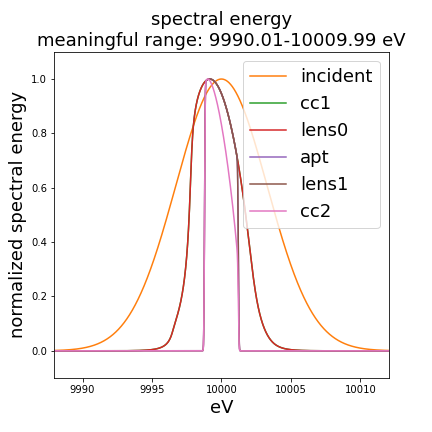 spectral energy
meaningful range: 9990.01-10009.99 eV
normalized spectral energy
1.0
0.8
0.6
0.4
0.2
0.0
incident
cc1
lens0
apt
lens1
cc2
9990
9995
10000
10005
10010
eV